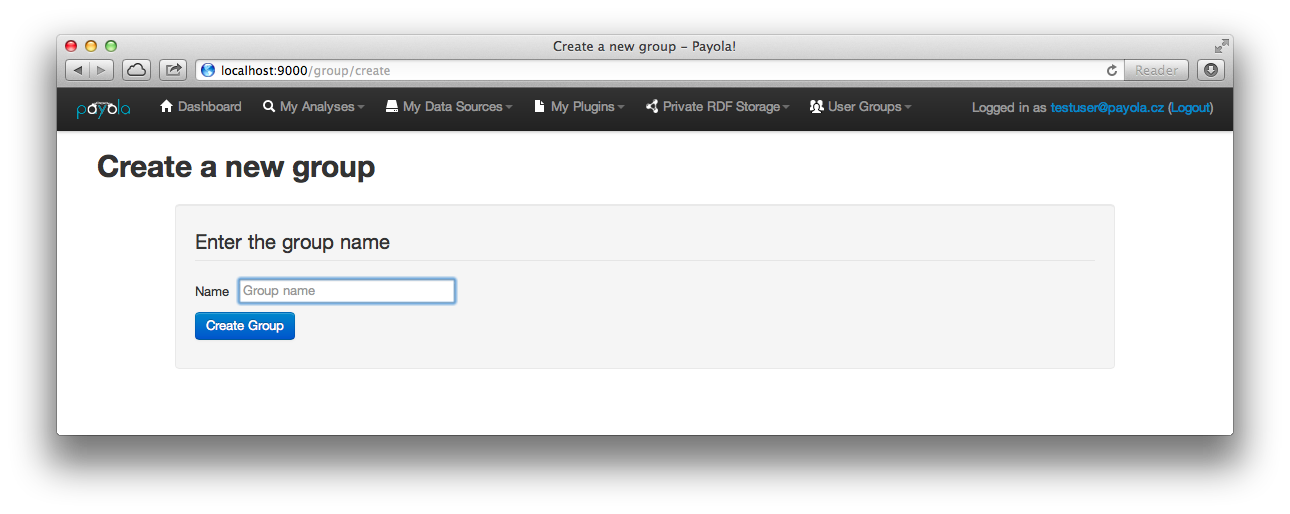 Create a new group – Payola!
localhost:9000/group/create
Reader
payola Dashboard My Analyses My Data Sources My Plugins Private RDF Storage User Groups Logged in as testuser@payola.cz (Logout)
Create a new group
Enter the group name
Name Group name
Create Group